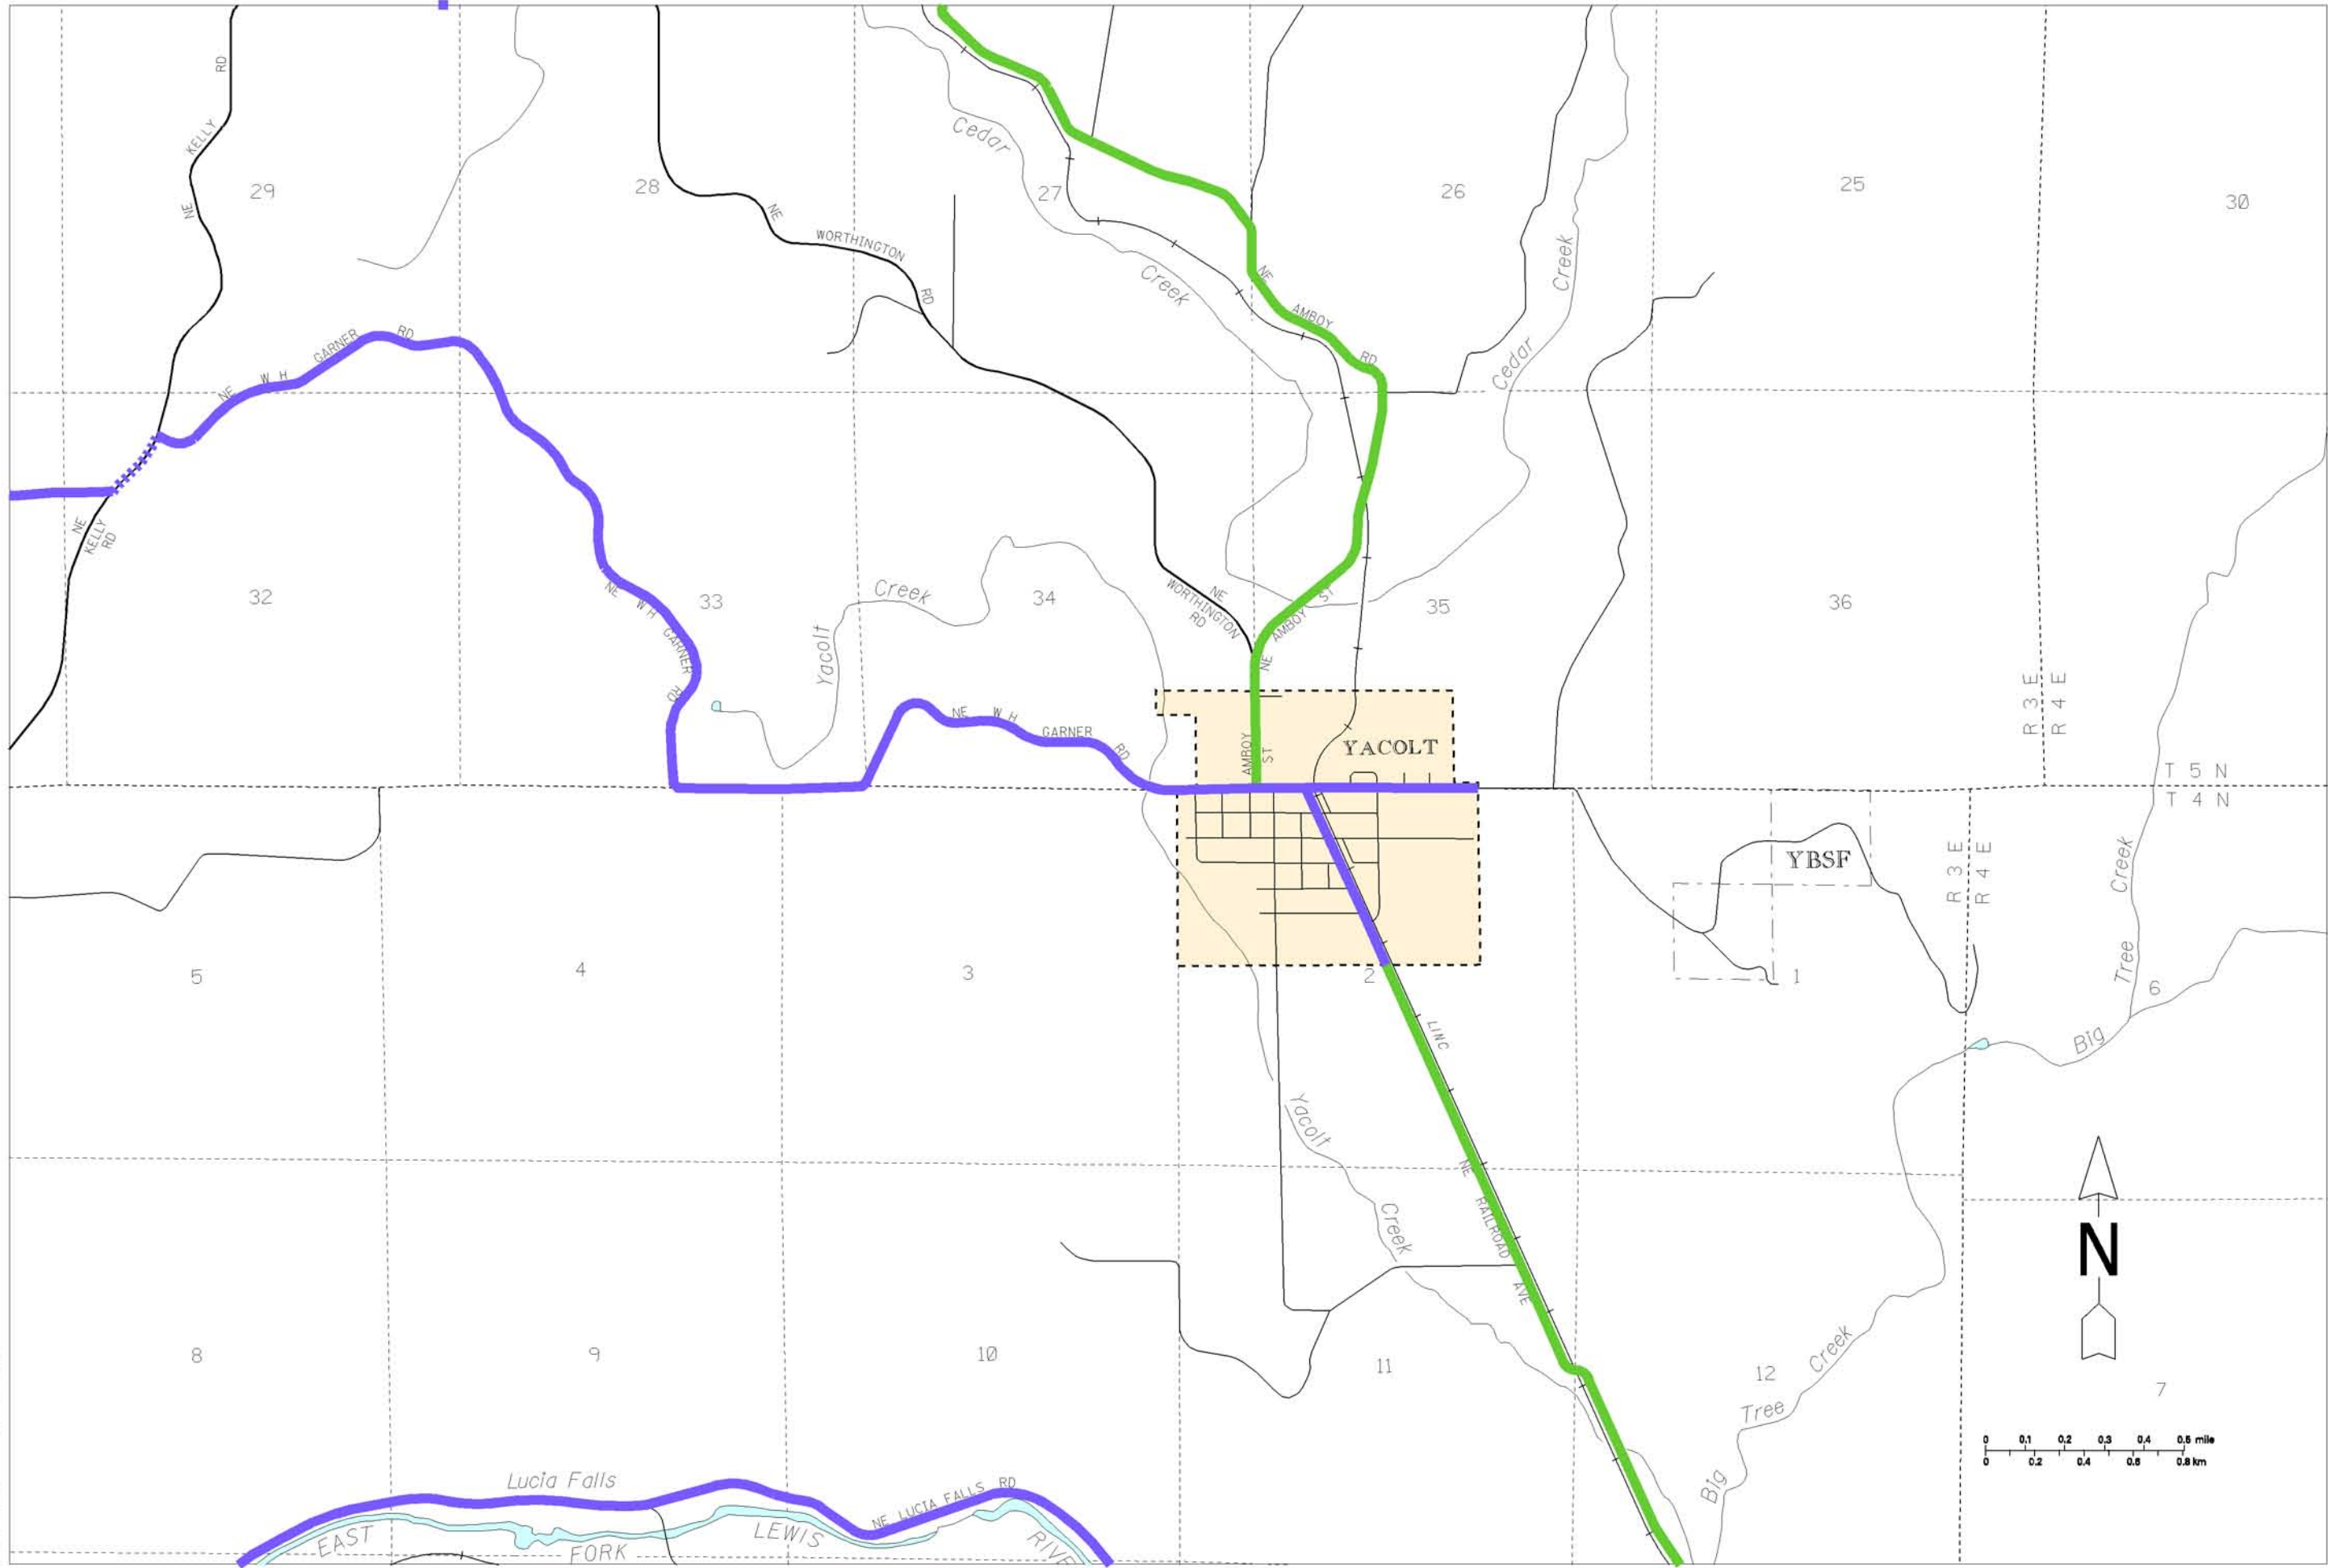 RD
KELLY
NE
29
28
27
26
25
30
Cedar
Creek
NE
WORTHINGTON
RD
NE
AMBOY
RD
Creek
Cedar
NE
W H
GARNER
RD
NE
KELLY
RD
32
33
34
35
36
NE
W H
GARNER
RD
Yacolt
Creek
NE
WORTHINGTON
RD
NE
AMBOY
ST
NE
W H
GARNER
RD
AMBOY
ST
YACOLT
R 3 E
R 4 E
T 5 N
T 4 N
YBSF
R 3 E
R 4 E
Creek
Tree
Big
5
4
3
2
1
6
LINC
Yacolt
Creek
NE
RAILROAD
AVE
N
8
9
10
11
12
7
Creek
Tree
Big
0 0.1 0.2 0.3 0.4 0.5 mile
0 0.2 0.4 0.6 0.8 km
Lucia Falls
NE LUCIA FALLS RD
EAST
FORK
LEWIS
RIVE